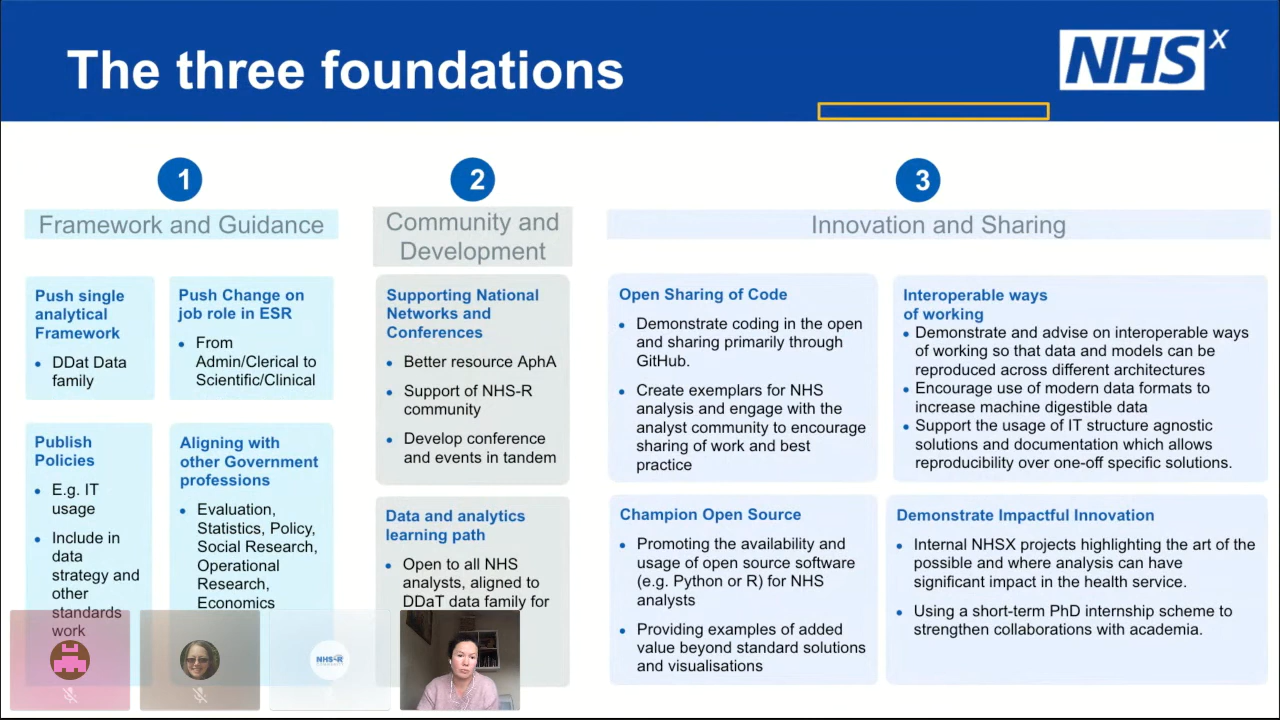 The three foundations
NHSX
1
Framework and Guidance
Push single
analytical
Framework
• DDat Data
family
Push Change on
job role in ESR
• From
Admin/Clerical to
Scientific/Clinical
Publish
Policies
• E.g. IT
usage
• Include in
data
strategy and
other
standards
work
Aligning with
other Government
professions
• Evaluation,
Statistics, Policy,
Social Research,
Operational
Research,
Economics
2
Community and
Development
Supporting National
Networks and
Conferences
• Better resource AphA
• Support of NHS-R
community
• Develop conference
and events in tandem
Data and analytics
learning path
• Open to all NHS
analysts, aligned to
DDaT data family for
3
Innovation and Sharing
Open Sharing of Code
• Demonstrate coding in the open
and sharing primarily through
GitHub.
• Create exemplars for NHS
analysis and engage with the
analyst community to encourage
sharing of work and best
practice
Interoperable ways
of working
• Demonstrate and advise on interoperable ways
of working so that data and models can be
reproduced across different architectures
• Encourage use of modern data formats to
increase machine digestible data
• Support the usage of IT structure agnostic
solutions and documentation which allows
reproducibility over one-off specific solutions.
Champion Open Source
• Promoting the availability and
usage of open source software
(e.g. Python or R) for NHS
analysts
• Providing examples of added
value beyond standard solutions
and visualisations
Demonstrate Impactful Innovation
• Internal NHSX projects highlighting the art of the
possible and where analysis can have
significant impact in the health service.
• Using a short-term PhD internship scheme to
strengthen collaborations with academia.
NHS-R